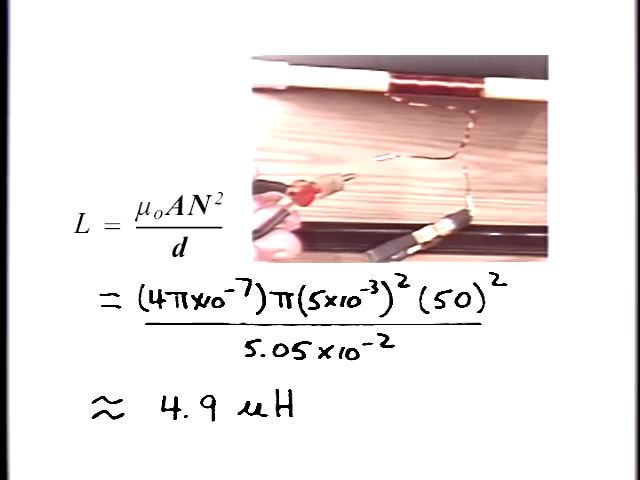 L = μ₀AN² / d
= (4π×10⁻⁷)π(5×10⁻³)²(50)² / 5.05×10⁻²
≈ 4.9 μH